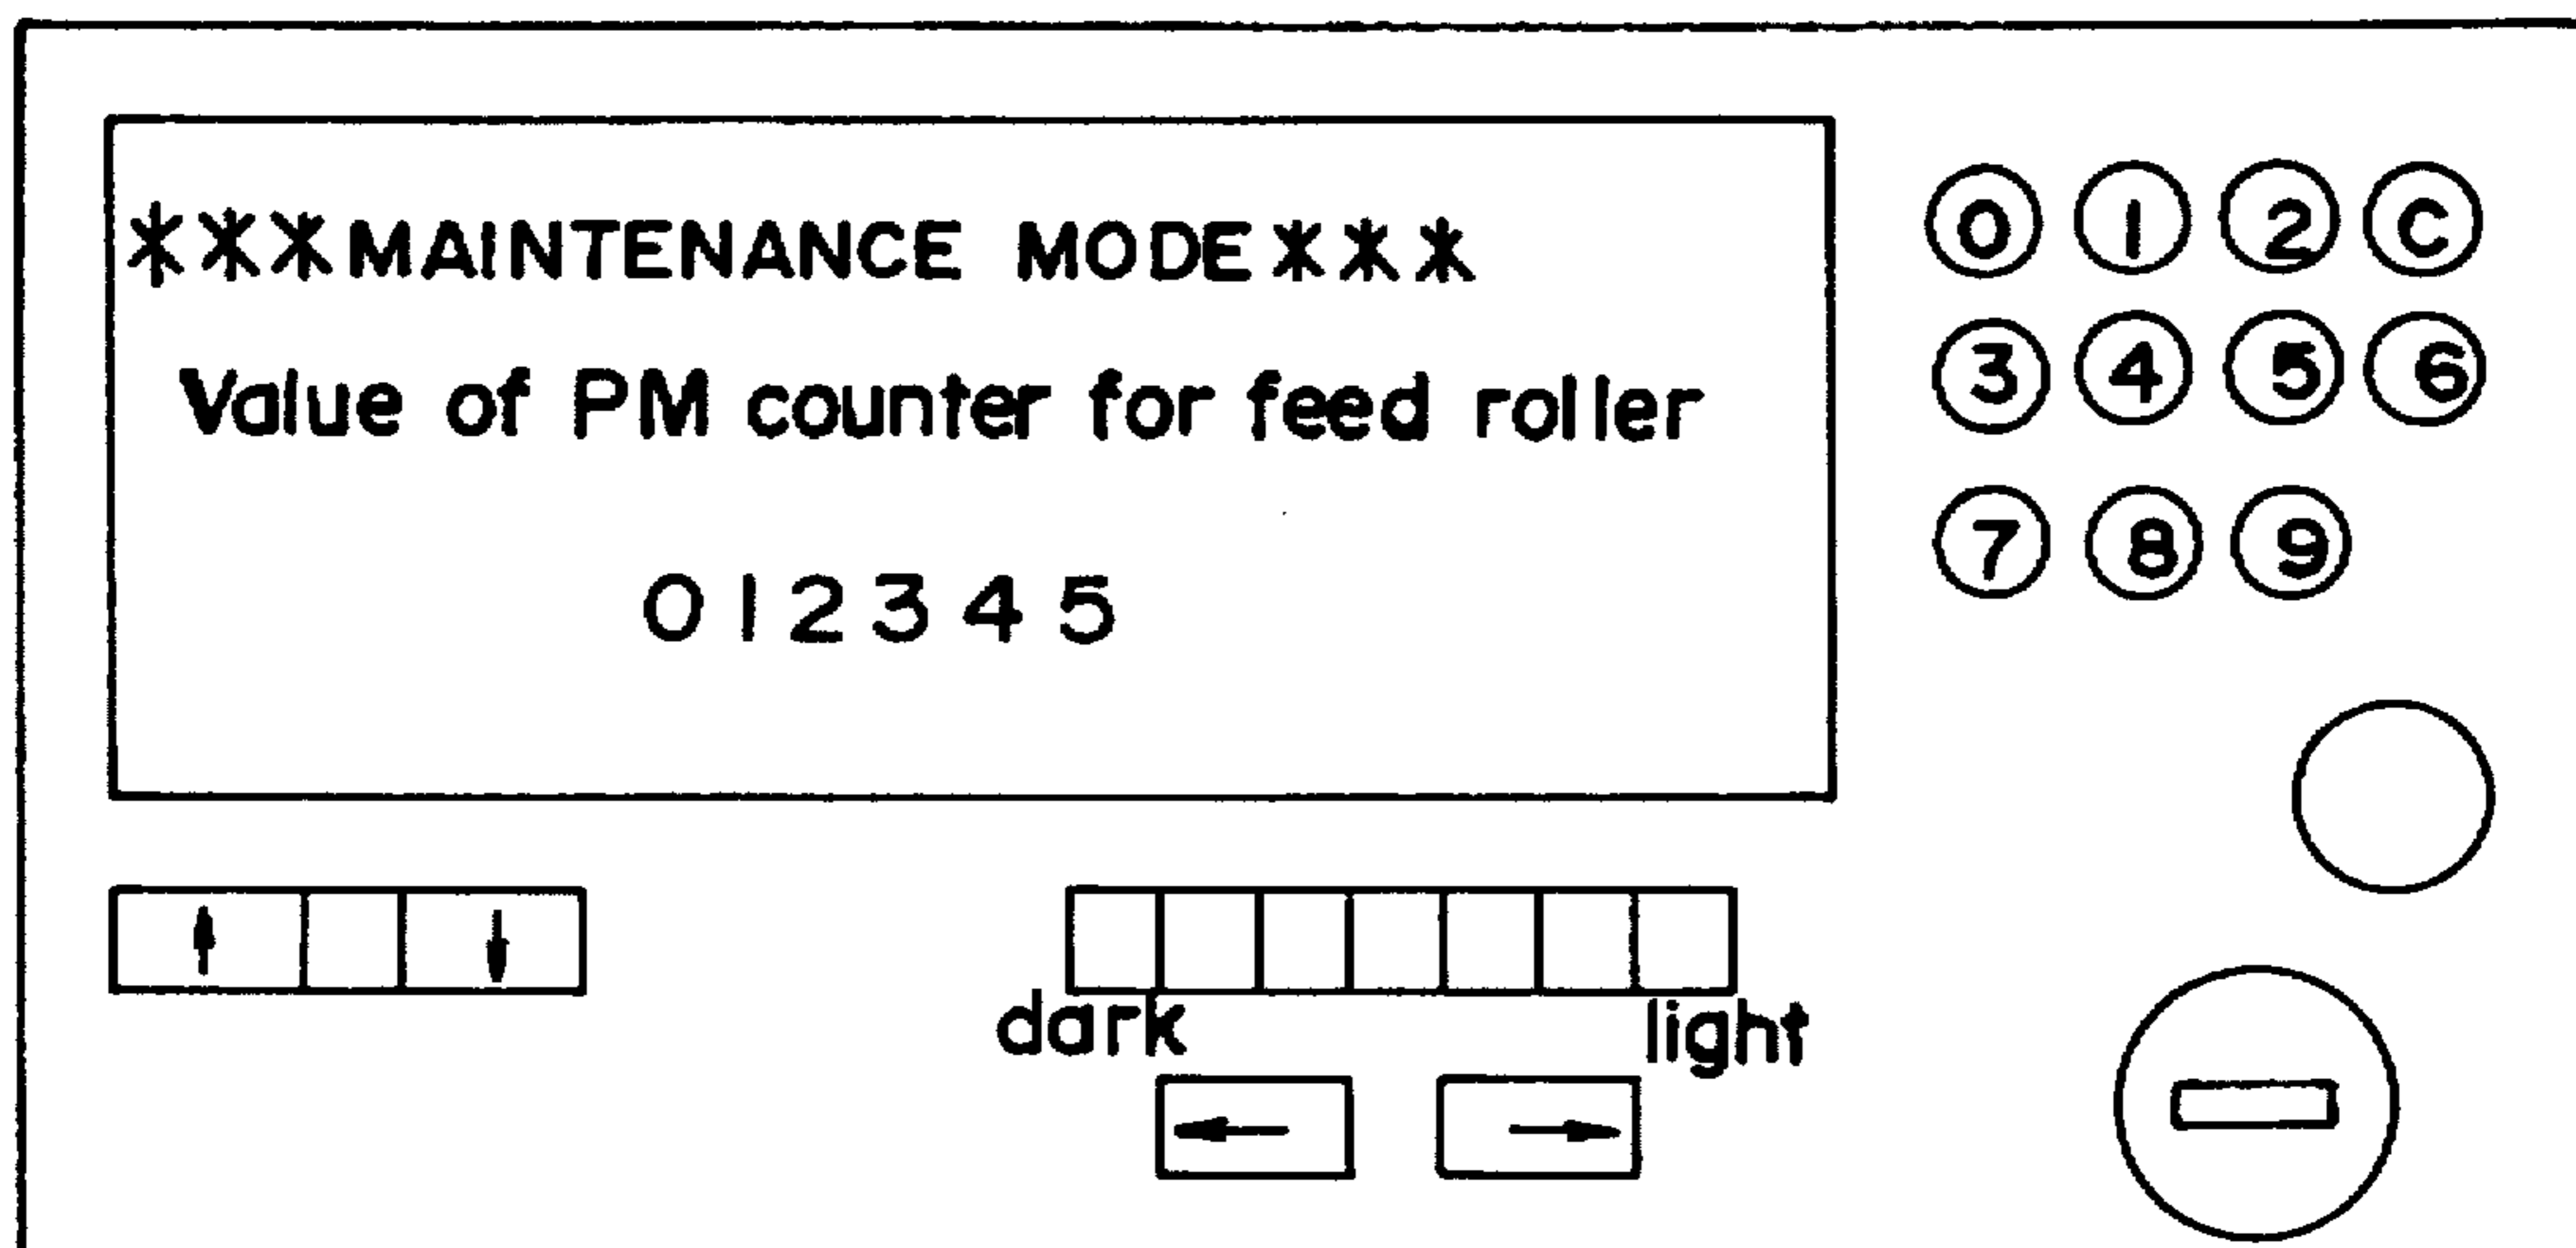 ***MAINTENANCE MODE***
Value of PM counter for feed roller
012345
0 1 2 C
3 4 5 6
7 8 9
↑ ↓
dark light
← →